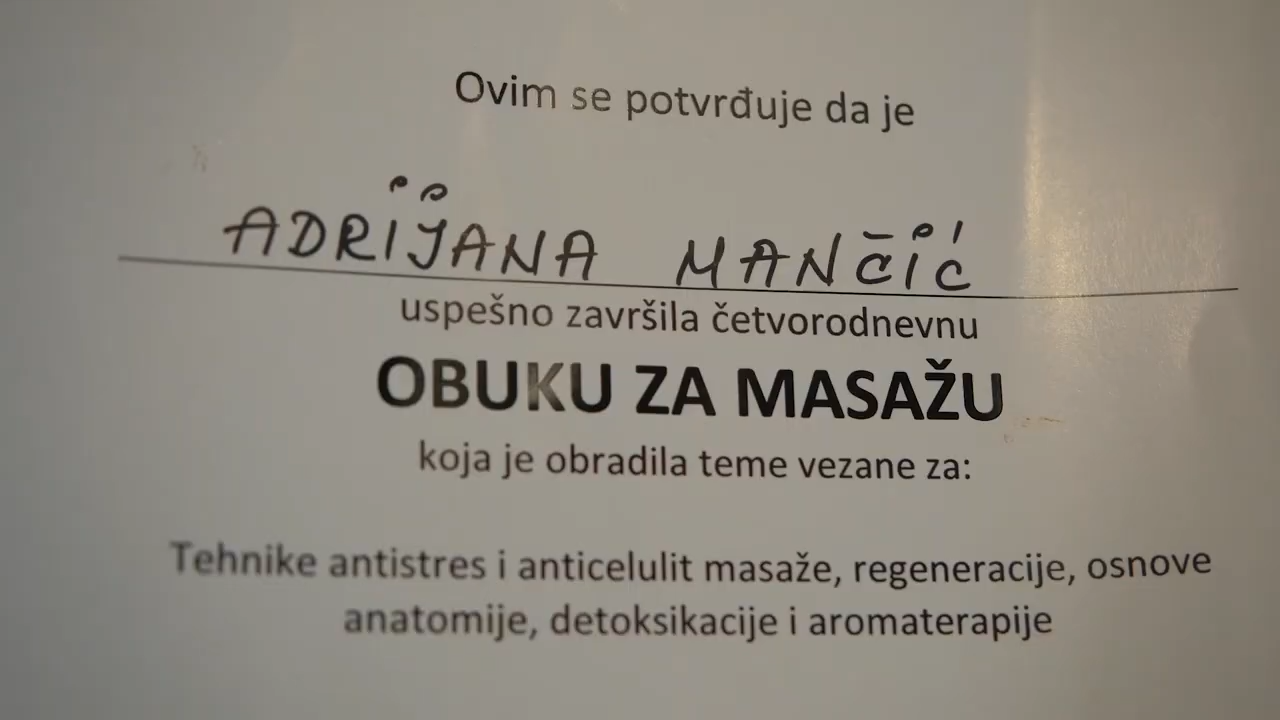 Ovim se potvrđuje da je
ADRIJANA MANČIĆ
uspešno završila četvorodnevnu
OBUKU ZA MASAŽU
koja je obradila teme vezane za:
Tehnike antistres i anticelulit masaže, regeneracije, osnove
anatomije, detoksikacije i aromaterapije